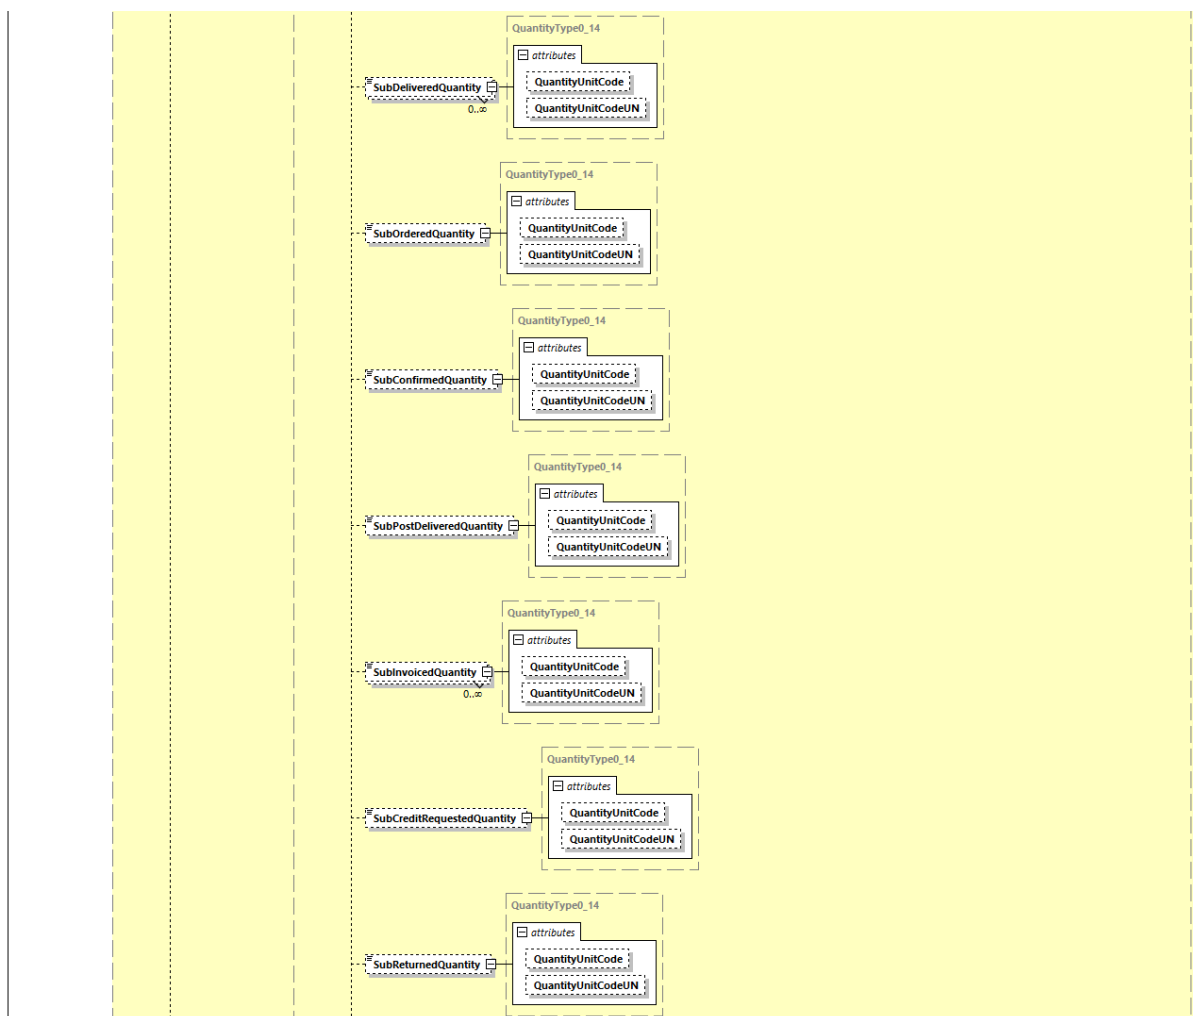 QuantityType0_14
attributes
QuantityUnitCode
SubDeliveredQuantity
QuantityUnitCodeUN
0..∞
QuantityType0_14
attributes
QuantityUnitCode
SubOrderedQuantity
QuantityUnitCodeUN
QuantityType0_14
attributes
QuantityUnitCode
SubConfirmedQuantity
QuantityUnitCodeUN
QuantityType0_14
attributes
QuantityUnitCode
SubPostDeliveredQuantity
QuantityUnitCodeUN
QuantityType0_14
attributes
QuantityUnitCode
SubInvoicedQuantity
QuantityUnitCodeUN
0..∞
QuantityType0_14
attributes
QuantityUnitCode
SubCreditRequestedQuantity
QuantityUnitCodeUN
QuantityType0_14
attributes
QuantityUnitCode
SubReturnedQuantity
QuantityUnitCodeUN